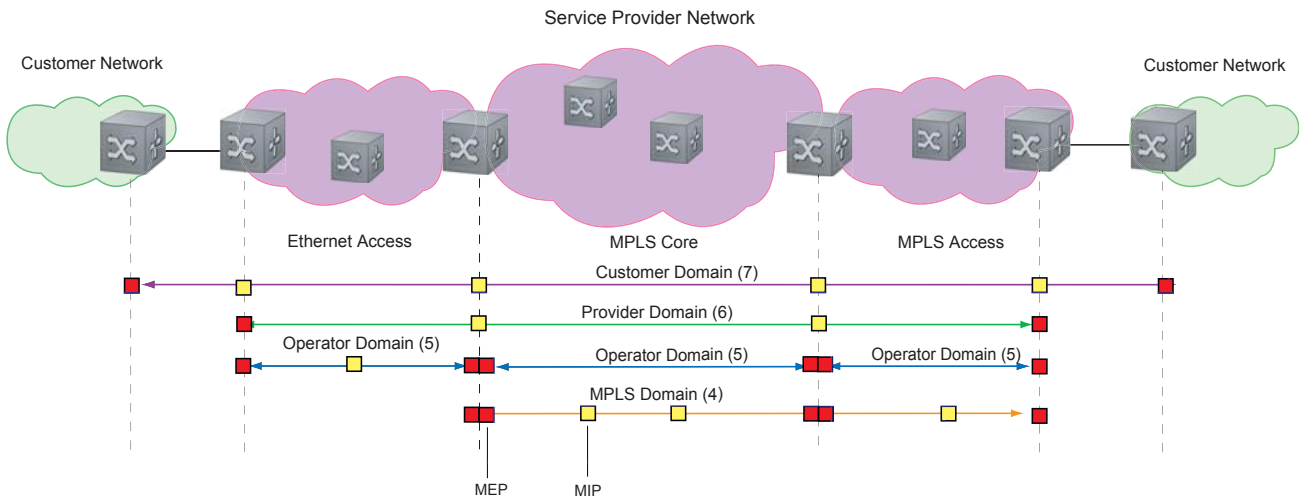 Service Provider Network
Customer Network
Customer Network
Ethernet Access
MPLS Core
MPLS Access
Customer Domain (7)
Provider Domain (6)
Operator Domain (5)
Operator Domain (5)
Operator Domain (5)
MPLS Domain (4)
MEP
MIP